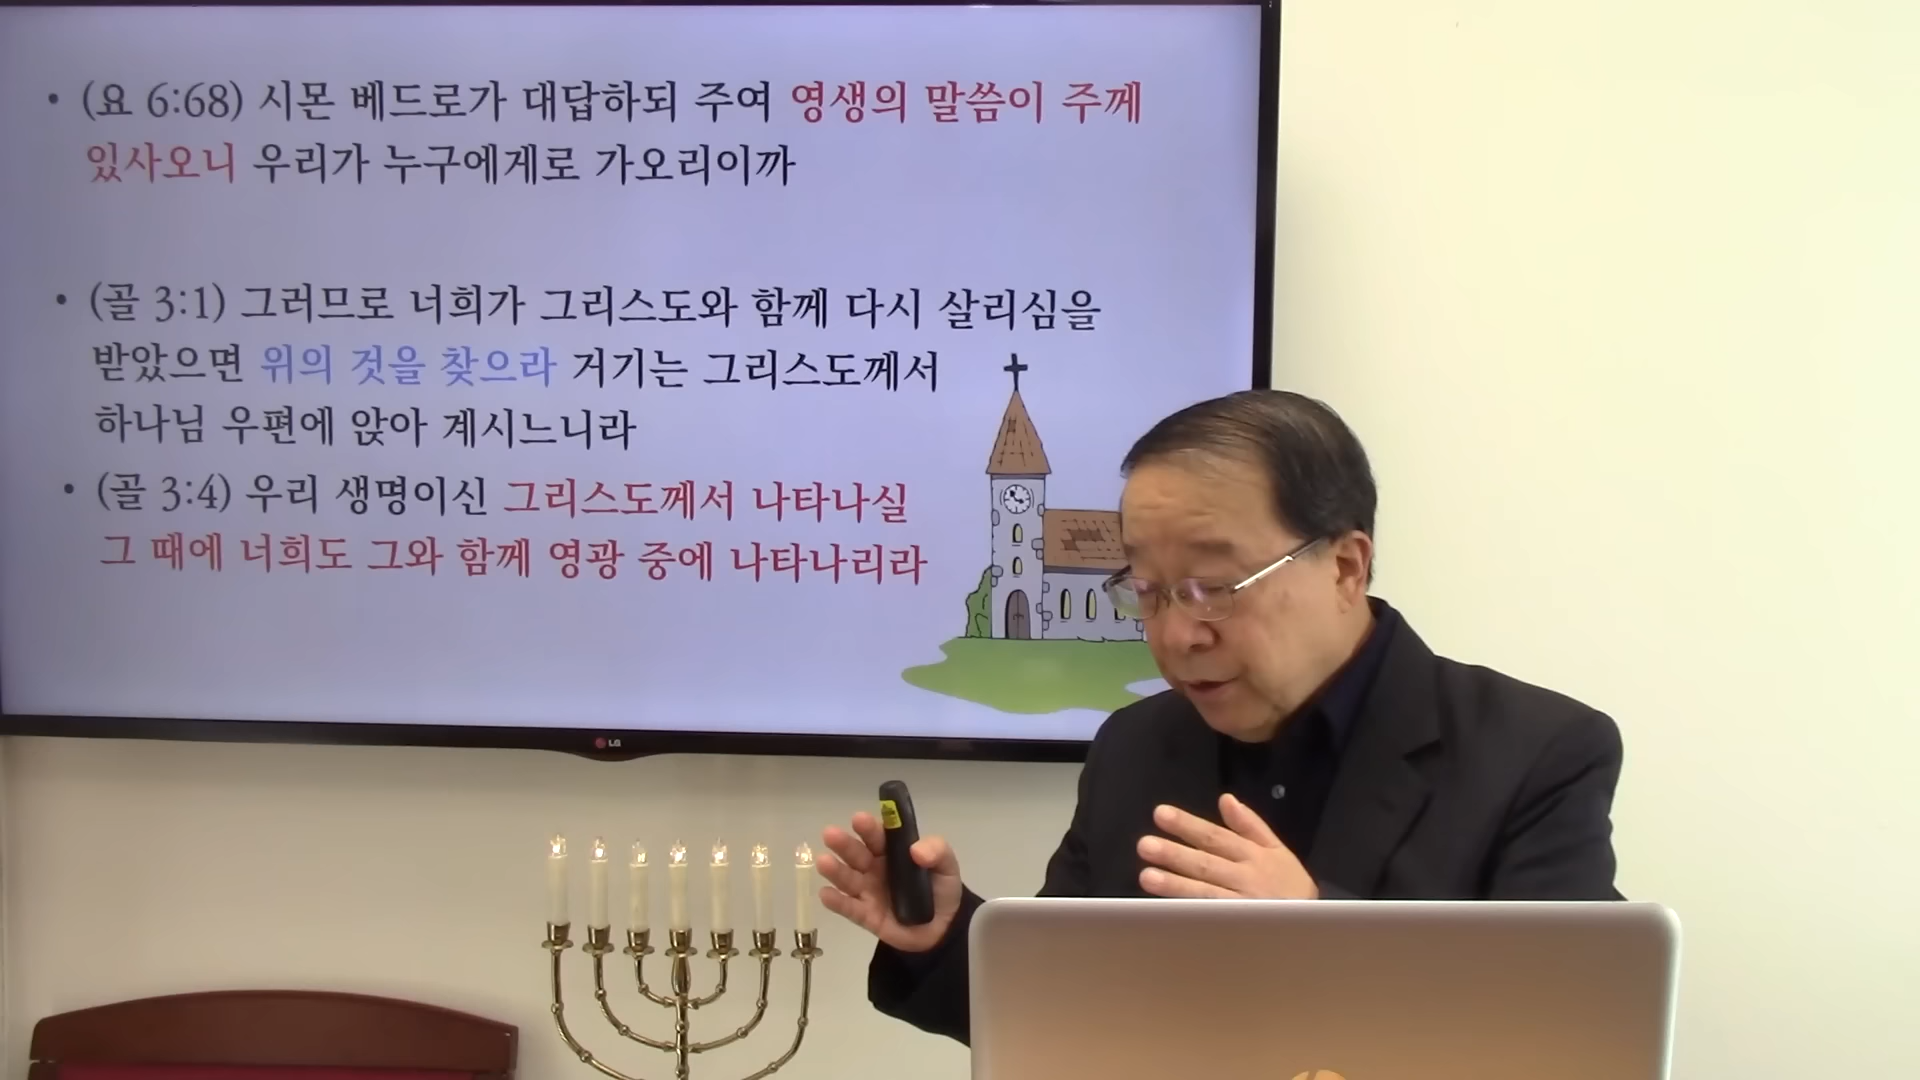 • (요 6:68) 시몬 베드로가 대답하되 주여 영생의 말씀이 주께
있사오니 우리가 누구에게로 가오리이까
• (골 3:1) 그러므로 너희가 그리스도와 함께 다시 살리심을
받았으면 위의 것을 찾으라 거기는 그리스도께서
하나님 우편에 앉아 계시느니라
• (골 3:4) 우리 생명이신 그리스도께서 나타나실
그 때에 너희도 그와 함께 영광 중에 나타나리라
LG